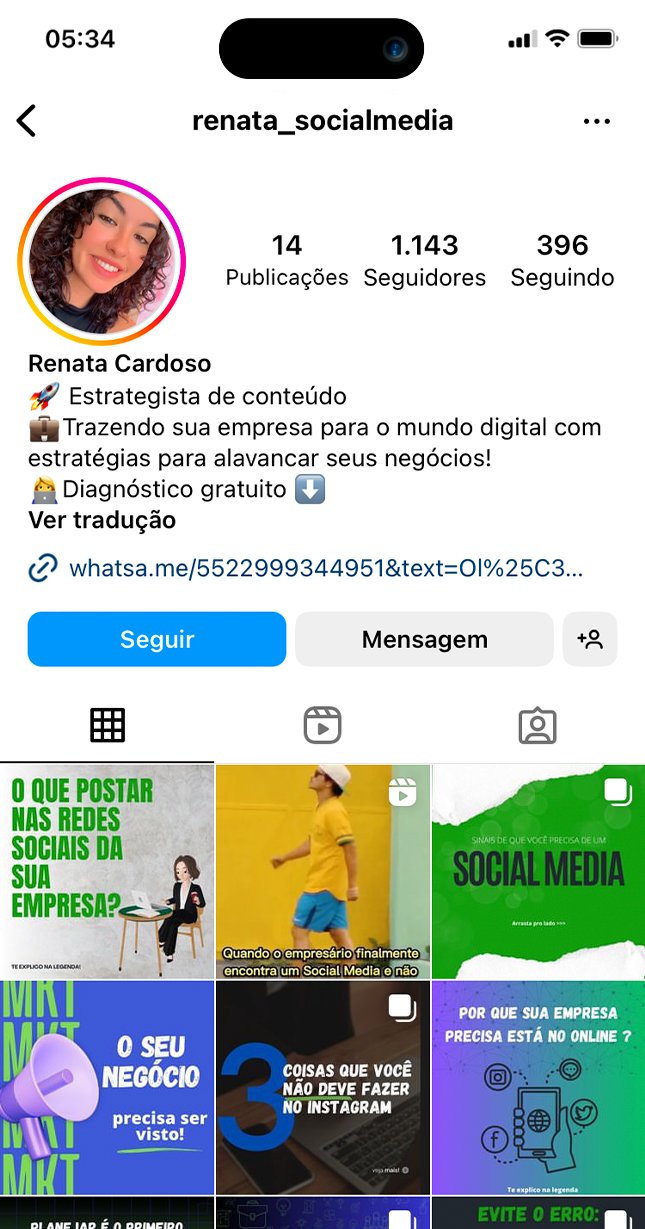 05:34
renata_socialmedia
14
1.143
396
Publicações
Seguidores
Seguindo
Renata Cardoso
🚀 Estrategista de conteúdo
💼Trazendo sua empresa para o mundo digital com
estratégias para alavancar seus negócios!
👩‍💻Diagnóstico gratuito ⬇️
Ver tradução
whatsa.me/5522999344951&text=Ol%25C3...
Seguir
Mensagem
O QUE POSTAR
NAS REDES
SOCIAIS DA
SUA
EMPRESA?
TE EXPLICO NA LEGENDA!
Quando o empresário finalmente
encontra um Social Media e não
SINAIS DE QUE VOCÊ PRECISA DE UM
SOCIAL MEDIA
Arranta pro lado >>>
MKT
MKT
MKT
MKT
O SEU
NEGÓCIO
precisa ser
visto!
3
COISAS QUE VOCÊ
NÃO DEVE FAZER
NO INSTAGRAM
veja mais!
POR QUE SUA EMPRESA
PRECISA ESTÁ NO ONLINE ?
Te explico na legenda
PLANEJAR É O PRIMEIRO
EVITE O ERRO: